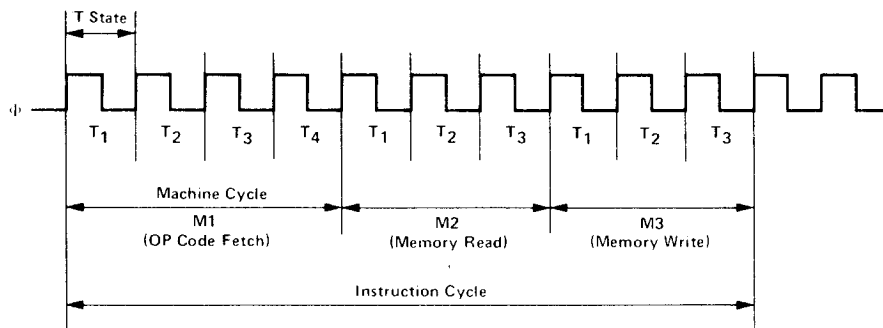 T State
Φ
T1 T2 T3 T4 T1 T2 T3 T1 T2 T3
Machine Cycle
M1
(OP Code Fetch)
M2
(Memory Read)
M3
(Memory Write)
Instruction Cycle